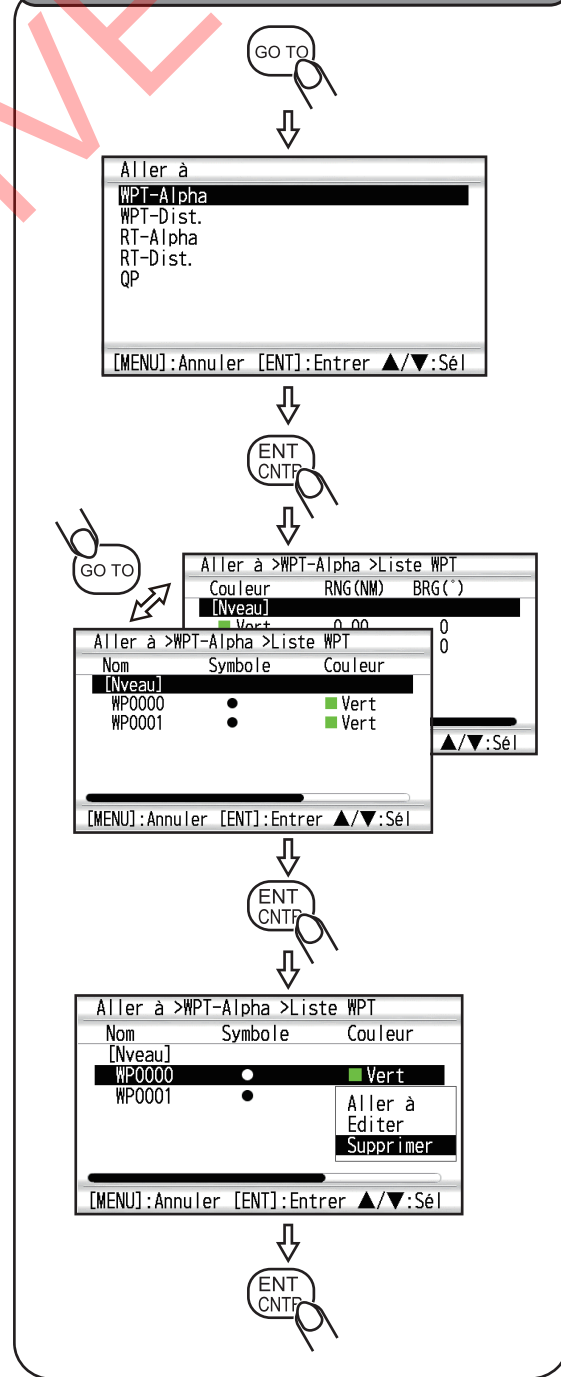 GO TO
Aller à
WPT-Alpha
WPT-Dist.
RT-Alpha
RT-Dist.
QP
[MENU]:Annuler [ENT]:Entrer ▲/▼:Sél
ENT
GO TO
Aller à >WPT-Alpha >Liste WPT
Couleur RNG(NM) BRG(°)
[Nveau]
Vert 0.00 0
0
▲/▼:Sél
Aller à >WPT-Alpha >Liste WPT
Nom Symbole Couleur
[Nveau]
WP0000 ● ■ Vert
WP0001 ● ■ Vert
[MENU]:Annuler [ENT]:Entrer ▲/▼:Sél
ENT
Aller à >WPT-Alpha >Liste WPT
Nom Symbole Couleur
[Nveau]
WP0000 ● ■ Vert
WP0001 ●
Aller à
Editer
Supprimer
[MENU]:Annuler [ENT]:Entrer ▲/▼:Sél
ENT